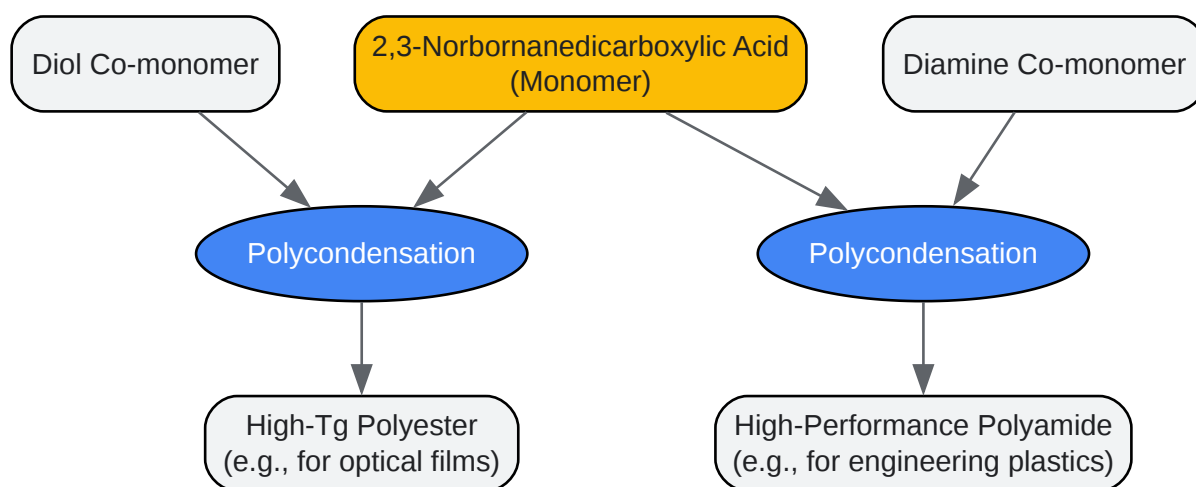 Diol Co-monomer
2,3-Norbornanedicarboxylic Acid
(Monomer)
Diamine Co-monomer
Polycondensation
Polycondensation
High-Tg Polyester
(e.g., for optical films)
High-Performance Polyamide
(e.g., for engineering plastics)